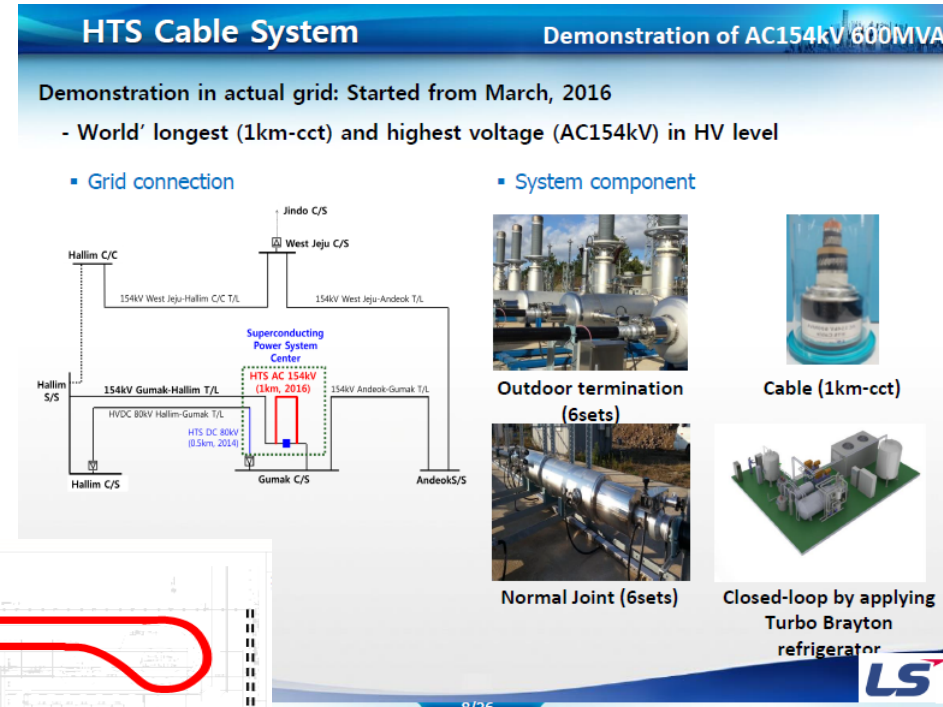 HTS Cable System
Demonstration of AC154kV 600MVA
Demonstration in actual grid: Started from March, 2016
- World' longest (1km-cct) and highest voltage (AC154kV) in HV level
▪ Grid connection
▪ System component
Jindo C/S
West Jeju C/S
Hallim C/C
154kV West Jeju-Hallim C/C T/L
154kV West Jeju-Andeok T/L
Superconducting
Power System
Center
HTS AC 154kV
(1km, 2016)
Hallim
S/S
154kV Gumak-Hallim T/L
154kV Andeok-Gumak T/L
HVDC 80kV Hallim-Gumak T/L
HTS DC 80kV
(0.5km, 2014)
Hallim C/S
Gumak C/S
AndeokS/S
Outdoor termination
(6sets)
Cable (1km-cct)
Normal Joint (6sets)
Closed-loop by applying
Turbo Brayton
refrigerator
LS
8/26